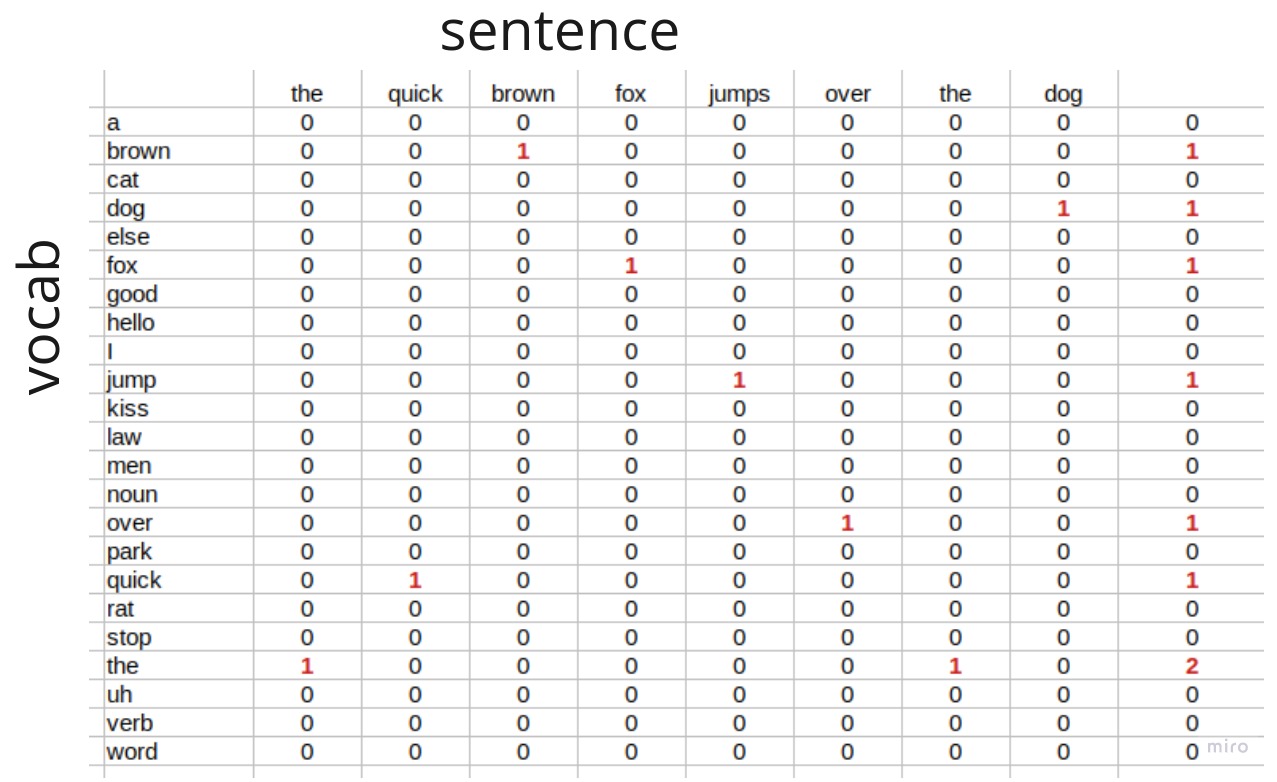 sentence
the quick brown fox jumps over the dog
vocab
a 0 0 0 0 0 0 0 0 0
brown 0 0 1 0 0 0 0 0 1
cat 0 0 0 0 0 0 0 0 0
dog 0 0 0 0 0 0 0 1 1
else 0 0 0 0 0 0 0 0 0
fox 0 0 0 1 0 0 0 0 1
good 0 0 0 0 0 0 0 0 0
hello 0 0 0 0 0 0 0 0 0
I 0 0 0 0 0 0 0 0 0
jump 0 0 0 0 1 0 0 0 1
kiss 0 0 0 0 0 0 0 0 0
law 0 0 0 0 0 0 0 0 0
men 0 0 0 0 0 0 0 0 0
noun 0 0 0 0 0 0 0 0 0
over 0 0 0 0 0 1 0 0 1
park 0 0 0 0 0 0 0 0 0
quick 0 1 0 0 0 0 0 0 1
rat 0 0 0 0 0 0 0 0 0
stop 0 0 0 0 0 0 0 0 0
the 1 0 0 0 0 0 1 0 2
uh 0 0 0 0 0 0 0 0 0
verb 0 0 0 0 0 0 0 0 0
word 0 0 0 0 0 0 0 0 0
miro